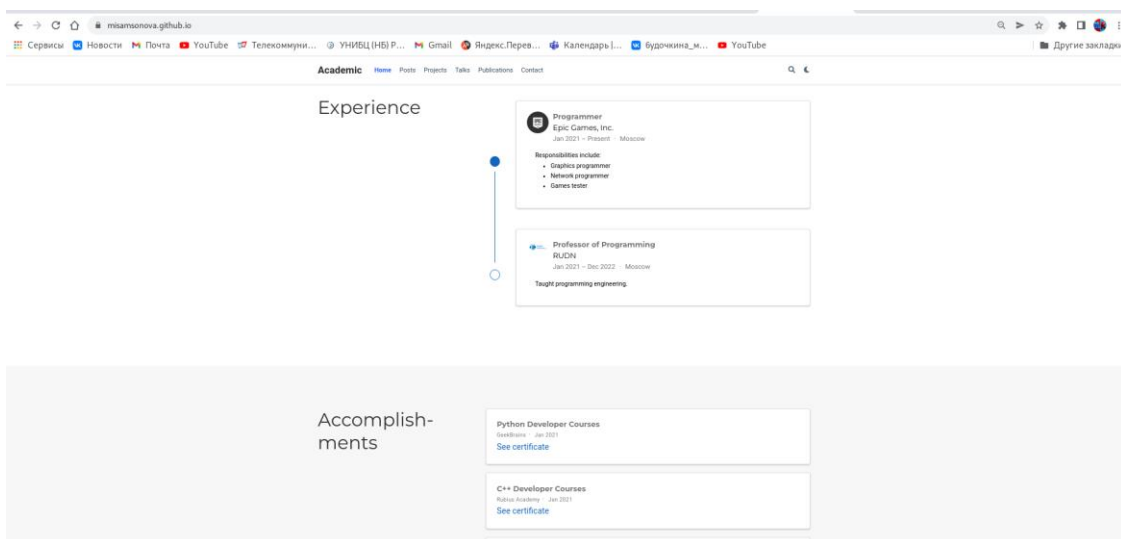 misamsonova.github.io
Сервисы Новости Почта YouTube Телекоммуни... УНИБЦ (НБ) Р... Gmail Яндекс.Перев... Календарь |... будочкина_м... YouTube Другие закладки
Academic Home Posts Projects Talks Publications Contact
Experience
Programmer
Epic Games, Inc.
Jan 2021 – Present · Moscow
Responsibilities include:
• Graphics programmer
• Network programmer
• Games tester
Professor of Programming
RUDN
Jan 2021 – Dec 2022 · Moscow
Taught programming engineering.
Accomplish-
ments
Python Developer Courses
GeekBrains · Jan 2021
See certificate
C++ Developer Courses
Rubius Academy · Jan 2021
See certificate